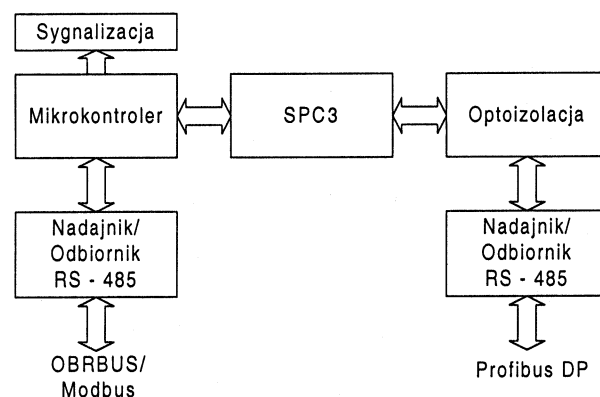 Sygnalizacja
Mikrokontroler
SPC3
Optoizolacja
Nadajnik/
Odbiornik
RS - 485
Nadajnik/
Odbiornik
RS - 485
OBRBUS/
Modbus
Profibus DP